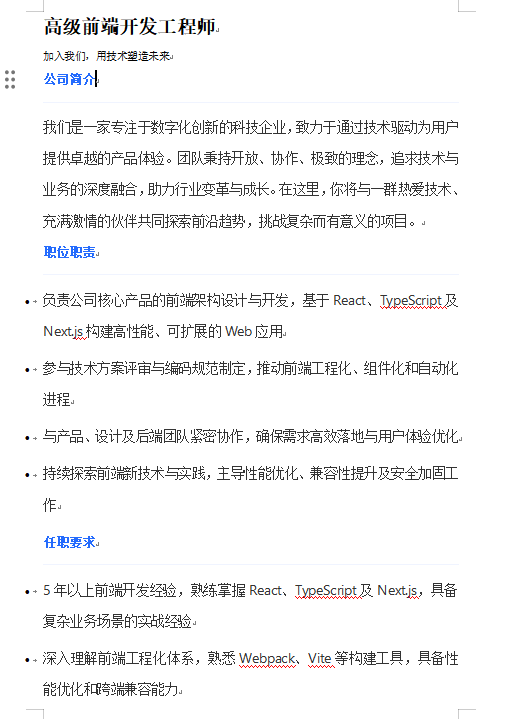 高级前端开发工程师
加入我们，用技术塑造未来
公司简介
我们是一家专注于数字化创新的科技企业，致力于通过技术驱动为用户
提供卓越的产品体验。团队秉持开放、协作、极致的理念，追求技术与
业务的深度融合，助力行业变革与成长。在这里，你将与一群热爱技术、
充满激情的伙伴共同探索前沿趋势，挑战复杂而有意义的项目。
职位职责
• 负责公司核心产品的前端架构设计与开发，基于 React、TypeScript 及
Next.js 构建高性能、可扩展的 Web 应用
• 参与技术方案评审与编码规范制定，推动前端工程化、组件化和自动化
进程
• 与产品、设计及后端团队紧密协作，确保需求高效落地与用户体验优化
• 持续探索前端新技术与实践，主导性能优化、兼容性提升及安全加固工
作
任职要求
• 5 年以上前端开发经验，熟练掌握 React、TypeScript 及 Next.js，具备
复杂业务场景的实战经验
• 深入理解前端工程化体系，熟悉 Webpack、Vite 等构建工具，具备性
能优化和跨端兼容能力